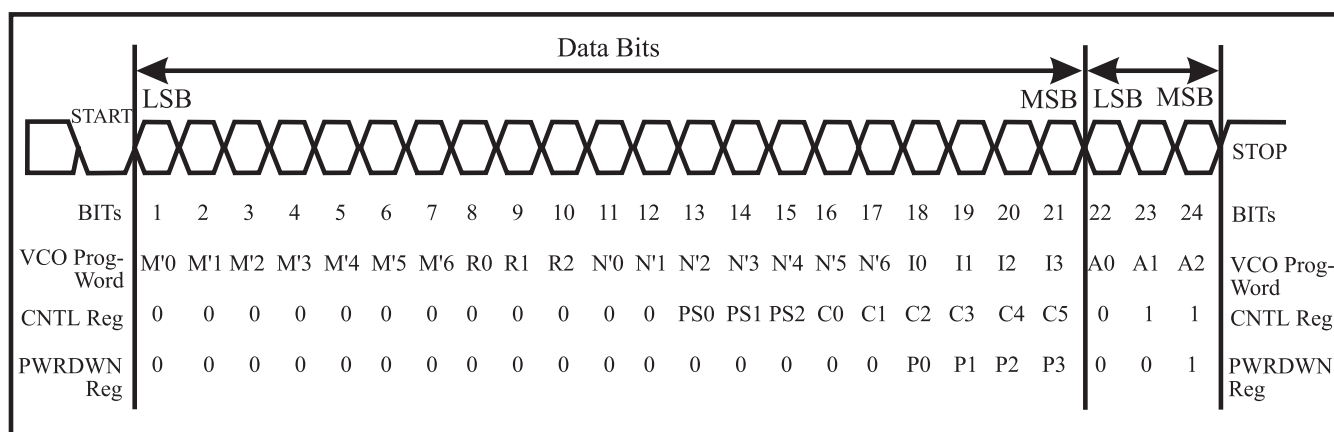 Data Bits
START LSB MSB LSB MSB
STOP
BITs 1 2 3 4 5 6 7 8 9 10 11 12 13 14 15 16 17 18 19 20 21 22 23 24 BITs
VCO Prog-
Word M'0 M'1 M'2 M'3 M'4 M'5 M'6 R0 R1 R2 N'0 N'1 N'2 N'3 N'4 N'5 N'6 I0 I1 I2 I3 A0 A1 A2 VCO Prog-
Word
CNTL Reg 0 0 0 0 0 0 0 0 0 0 0 0 PS0 PS1 PS2 C0 C1 C2 C3 C4 C5 0 1 1 CNTL Reg
PWRDWN
Reg 0 0 0 0 0 0 0 0 0 0 0 0 0 0 0 0 0 P0 P1 P2 P3 0 0 1 PWRDWN
Reg